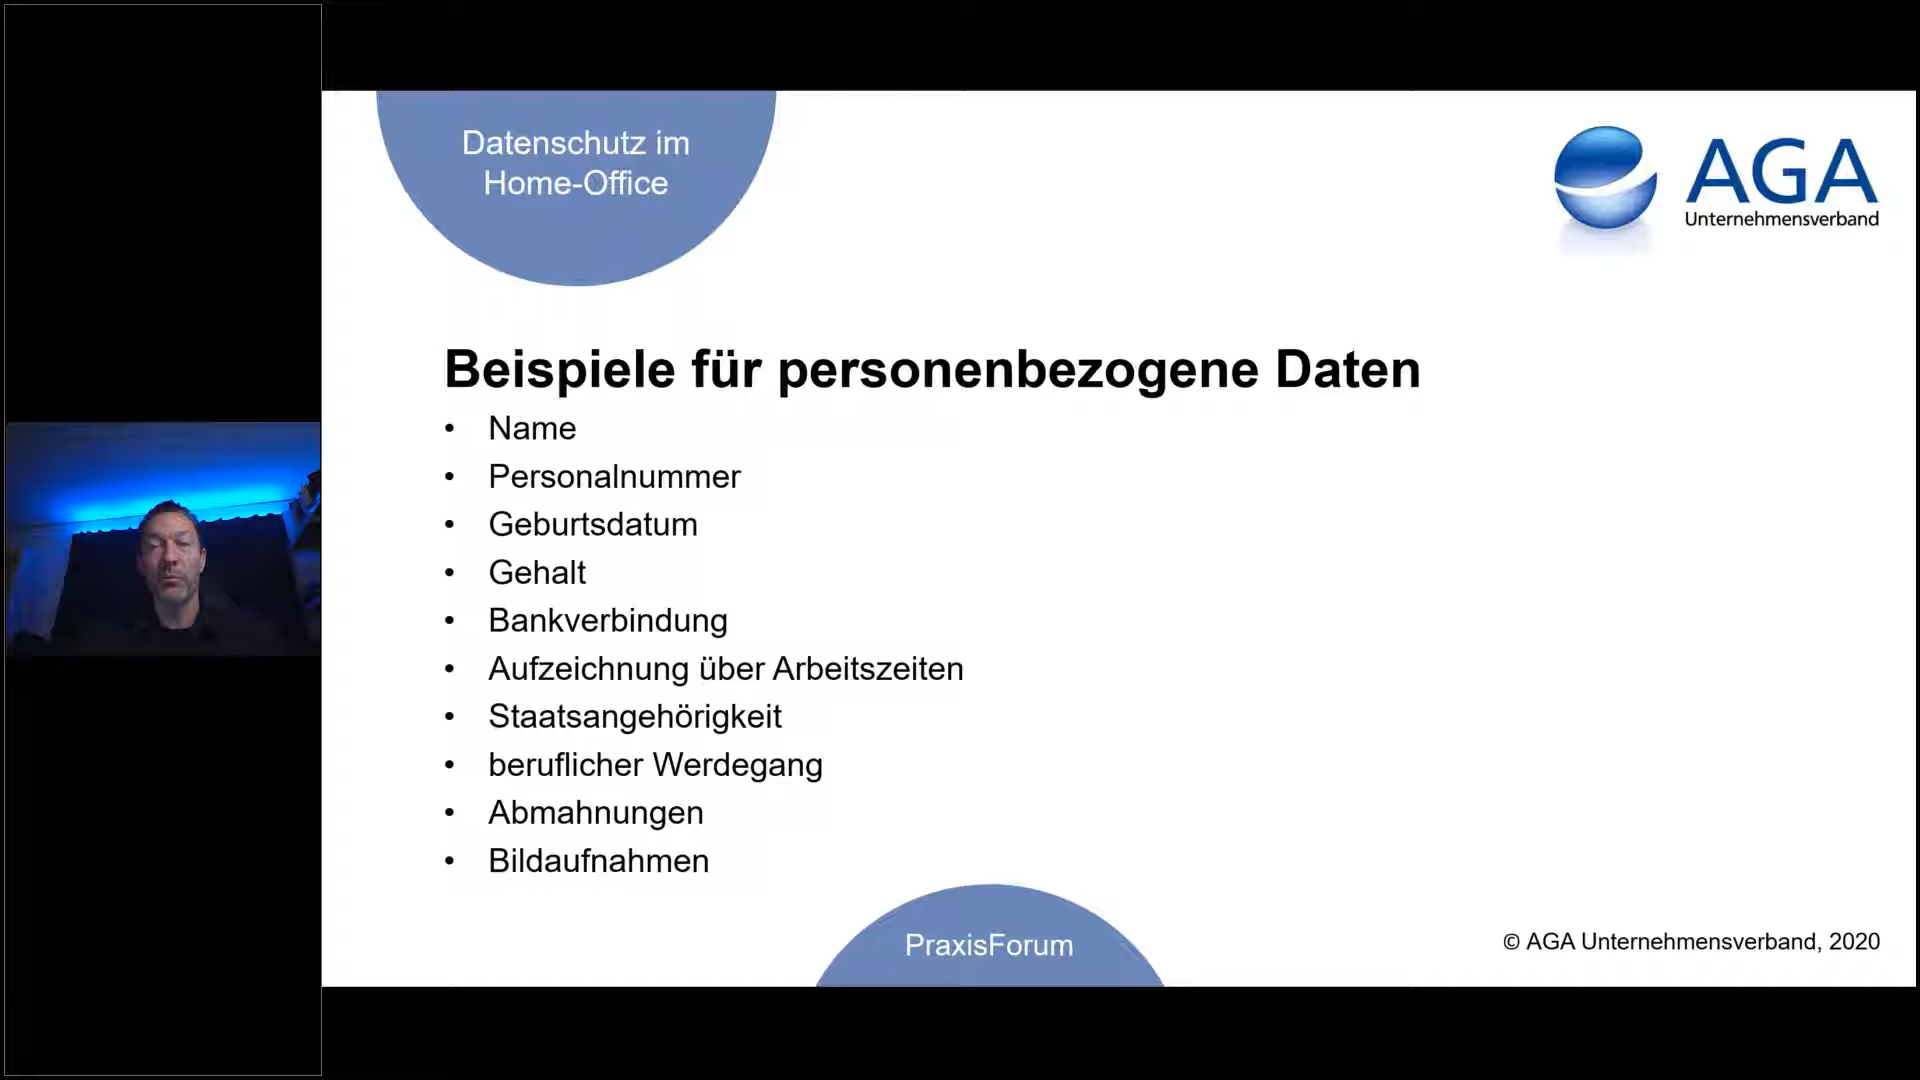 Datenschutz im
Home-Office
AGA
Unternehmensverband
Beispiele für personenbezogene Daten
• Name
• Personalnummer
• Geburtsdatum
• Gehalt
• Bankverbindung
• Aufzeichnung über Arbeitszeiten
• Staatsangehörigkeit
• beruflicher Werdegang
• Abmahnungen
• Bildaufnahmen
PraxisForum
© AGA Unternehmensverband, 2020